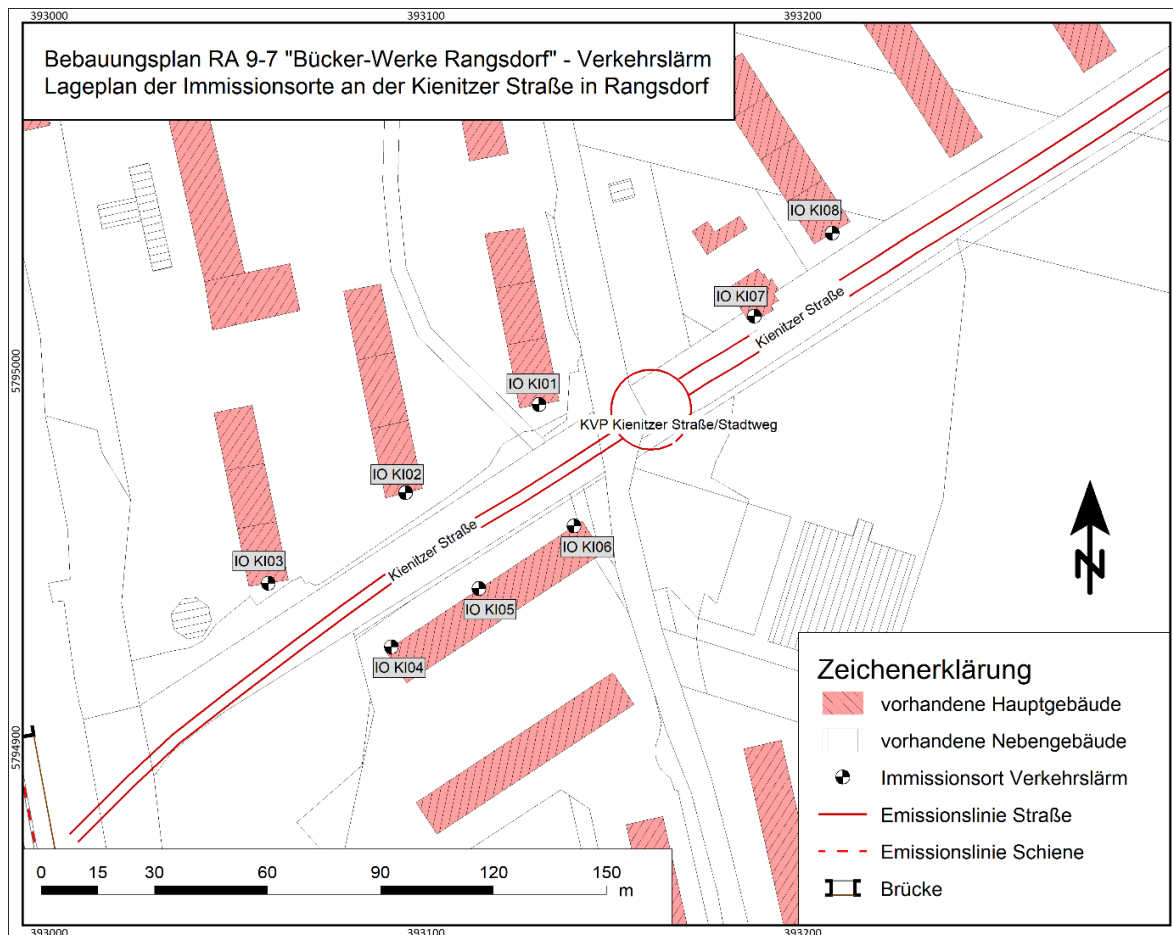 393000
393100
393200
Bebauungsplan RA 9-7 "Bücker-Werke Rangsdorf" - Verkehrslärm
Lageplan der Immissionsorte an der Kienitzer Straße in Rangsdorf
IO KI08
IO KI07
Kienitzer Straße
5795000
IO KI01
KVP Kienitzer Straße/Stadtweg
IO KI02
Kienitzer Straße
IO KI06
IO KI03
IO KI05
IO KI04
N
5794900
Zeichenerklärung
vorhandene Hauptgebäude
vorhandene Nebengebäude
Immissionsort Verkehrslärm
Emissionslinie Straße
Emissionslinie Schiene
Brücke
0 15 30 60 90 120 150
m
393000
393100
393200